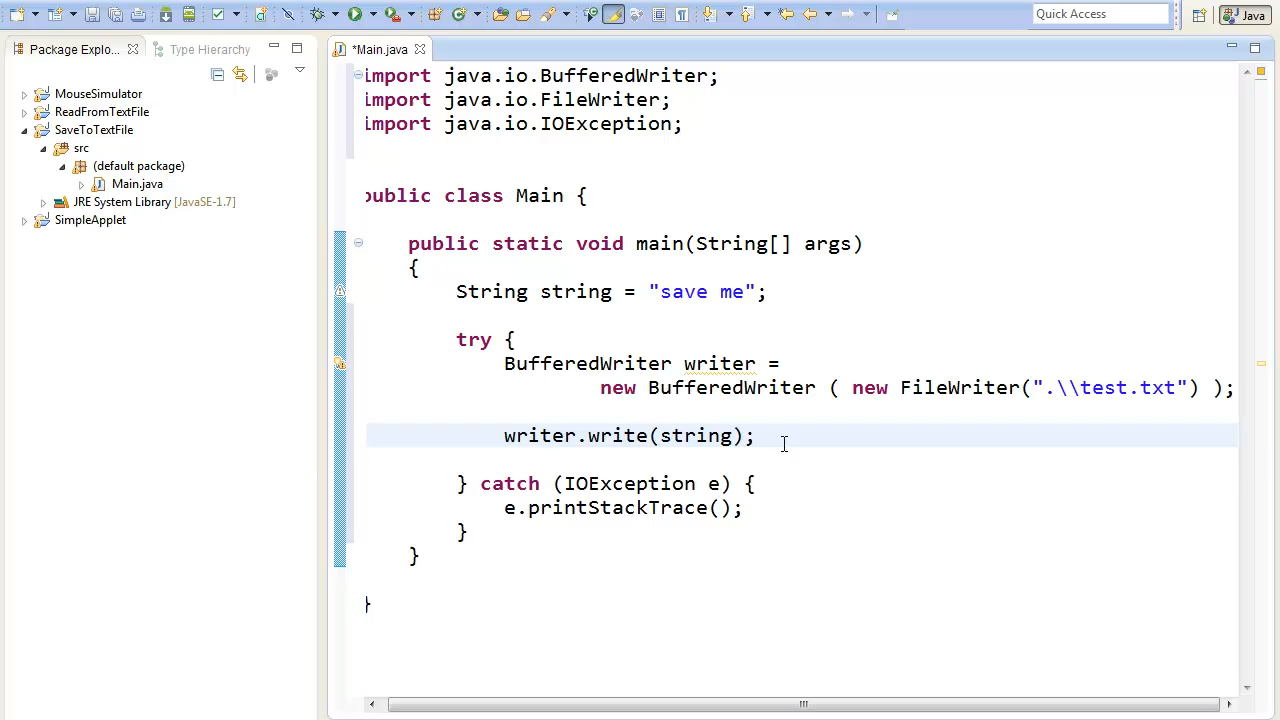 Quick Access
Java
Package Explo...
Type Hierarchy
*Main.java
MouseSimulator
ReadFromTextFile
SaveToTextFile
src
(default package)
Main.java
JRE System Library [JavaSE-1.7]
SimpleApplet
import java.io.BufferedWriter;
import java.io.FileWriter;
import java.io.IOException;
public class Main {
public static void main(String[] args)
{
String string = "save me";
try {
BufferedWriter writer =
new BufferedWriter ( new FileWriter(".\\test.txt") );
writer.write(string);
} catch (IOException e) {
e.printStackTrace();
}
}
}